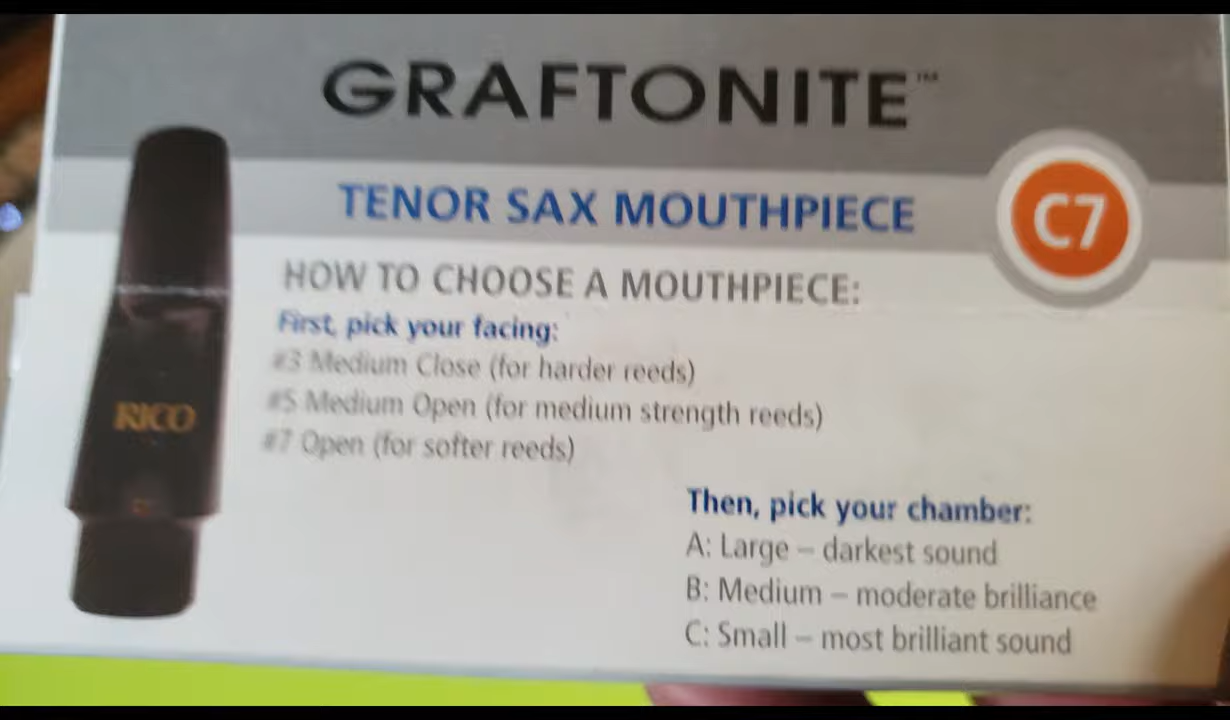 GRAFTONITE™
TENOR SAX MOUTHPIECE
C7
HOW TO CHOOSE A MOUTHPIECE:
First, pick your facing:
#3 Medium Close (for harder reeds)
#5 Medium Open (for medium strength reeds)
#7 Open (for softer reeds)
RICO
Then, pick your chamber:
A: Large – darkest sound
B: Medium – moderate brilliance
C: Small – most brilliant sound